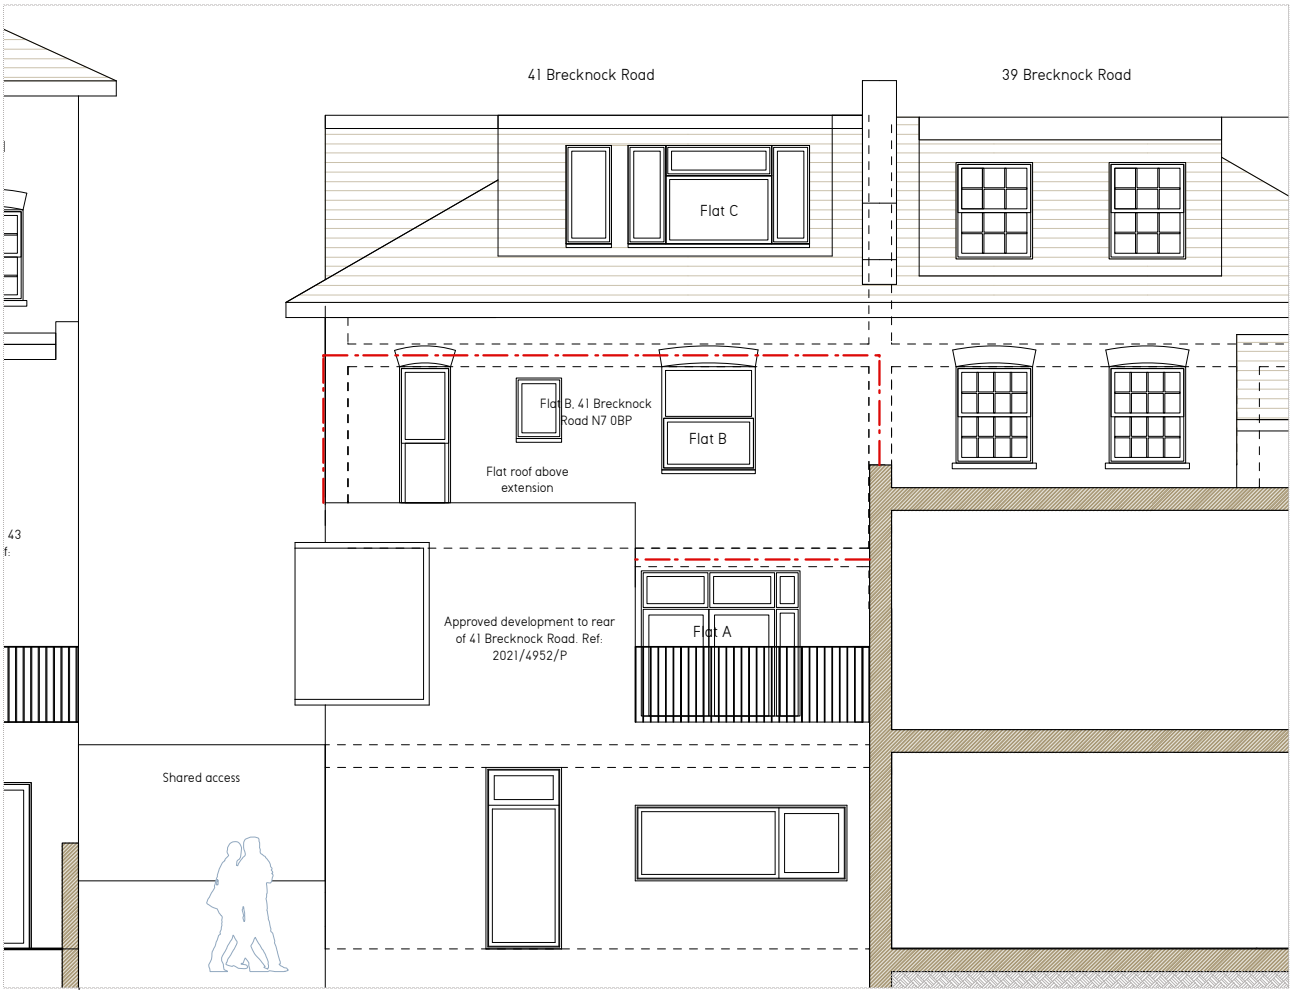 41 Brecknock Road
39 Brecknock Road
Flat C
Flat B, 41 Brecknock
Road N7 0BP
Flat B
Flat roof above
extension
43
f:
Approved development to rear
of 41 Brecknock Road. Ref:
2021/4952/P
Flat A
Shared access